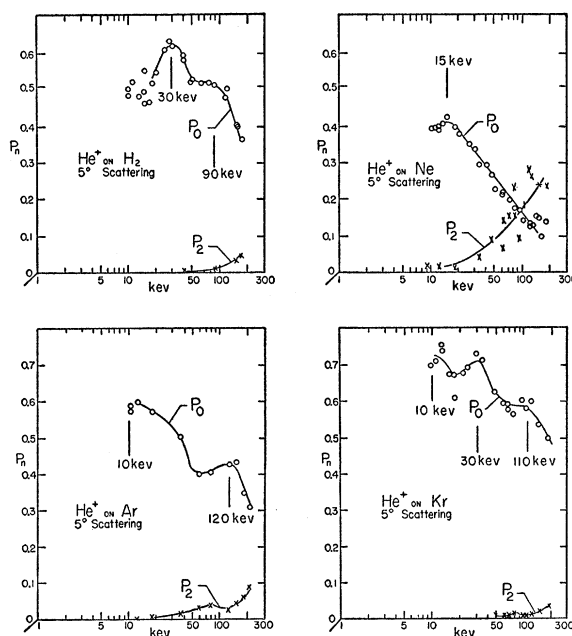 0.6
0.5
0.4
Pn
0.3
0.2
0.1
0
30 kev
P0
He+ ON H2
5° Scattering
90 kev
P2
1 5 10 50 100 300
kev
0.6
0.5
0.4
Pn
0.3
0.2
0.1
0
15 kev
P0
He+ ON Ne
5° Scattering
P2
1 5 10 50 100 300
kev
0.7
0.6
0.5
Pn
0.4
0.3
0.2
0.1
0
P0
10 kev
He+ ON Ar
5° Scattering
120 kev
P2
1 5 10 50 100 300
kev
0.7
0.6
0.5
Pn
0.4
0.3
0.2
0.1
0
10 kev
P0
30 kev
110 kev
He+ ON Kr
5° Scattering
P2
1 5 10 50 100 300
kev